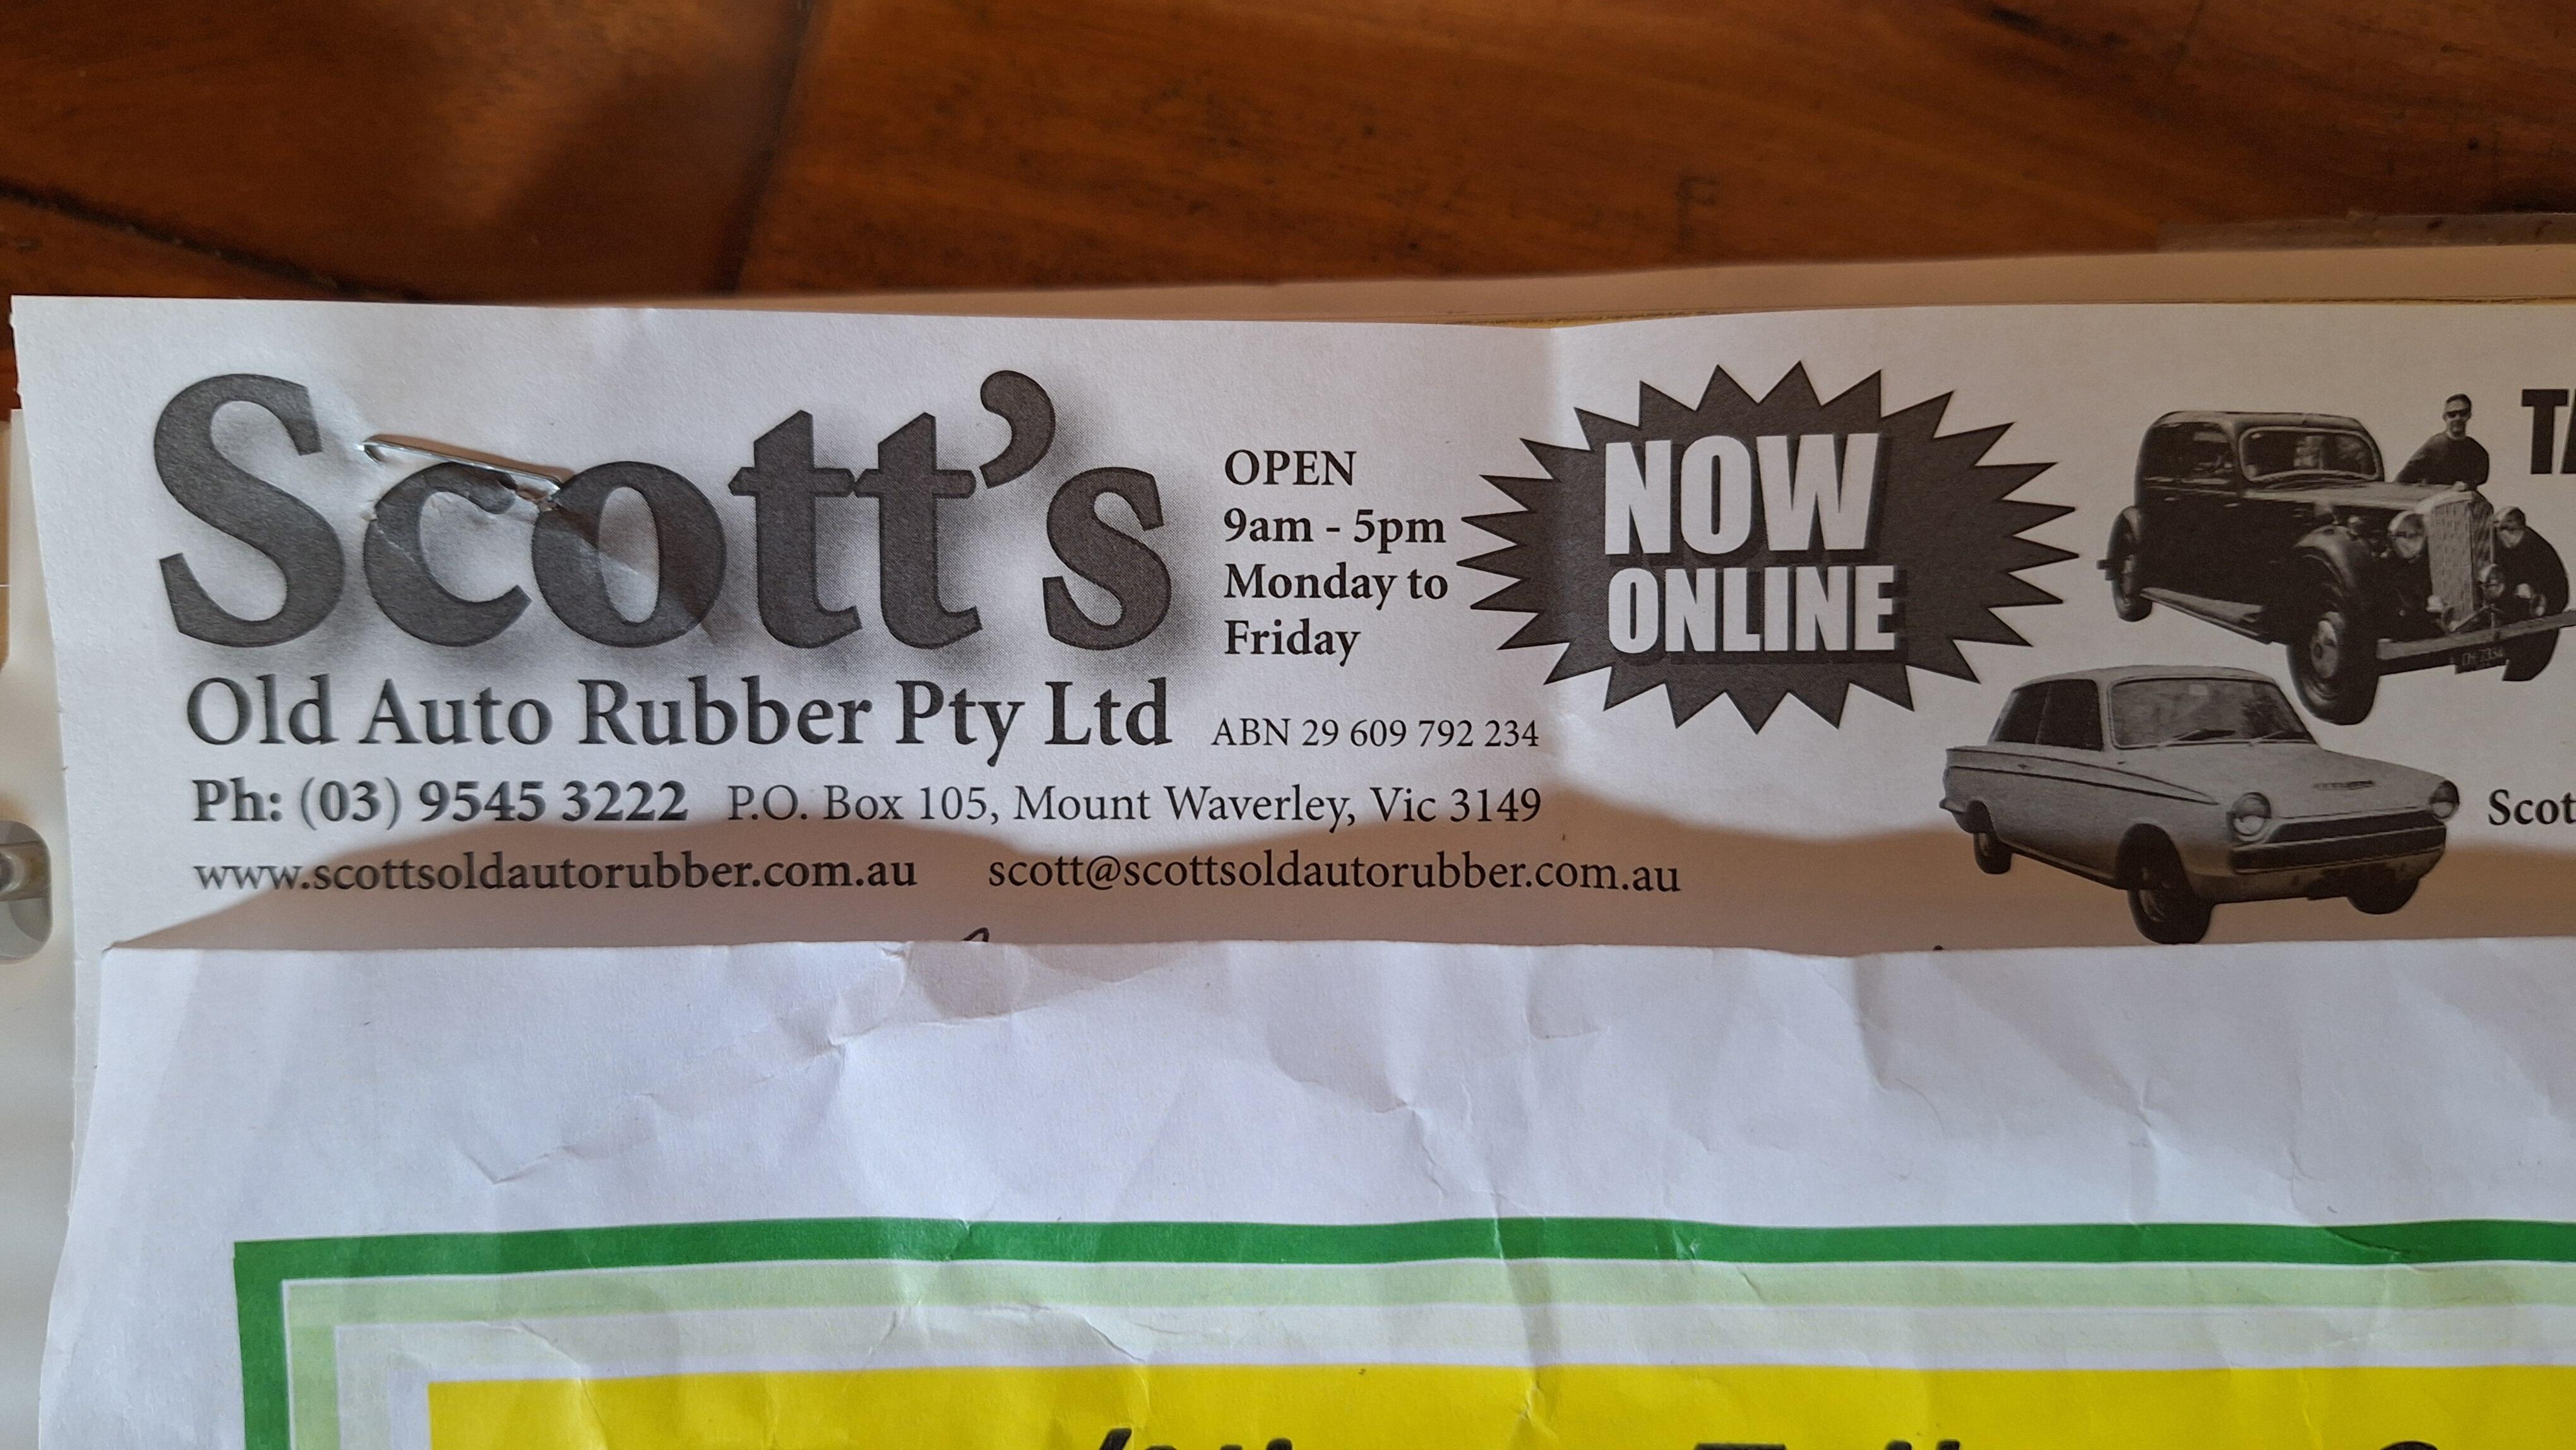 Scott's
Old Auto Rubber Pty Ltd
OPEN
9am - 5pm
Monday to
Friday
ABN 29 609 792 234
Ph: (03) 9545 3222 P.O. Box 105, Mount Waverley, Vic 3149
www.scottsoldautorubber.com.au scott@scottsoldautorubber.com.au
NOW
ONLINE
Scot